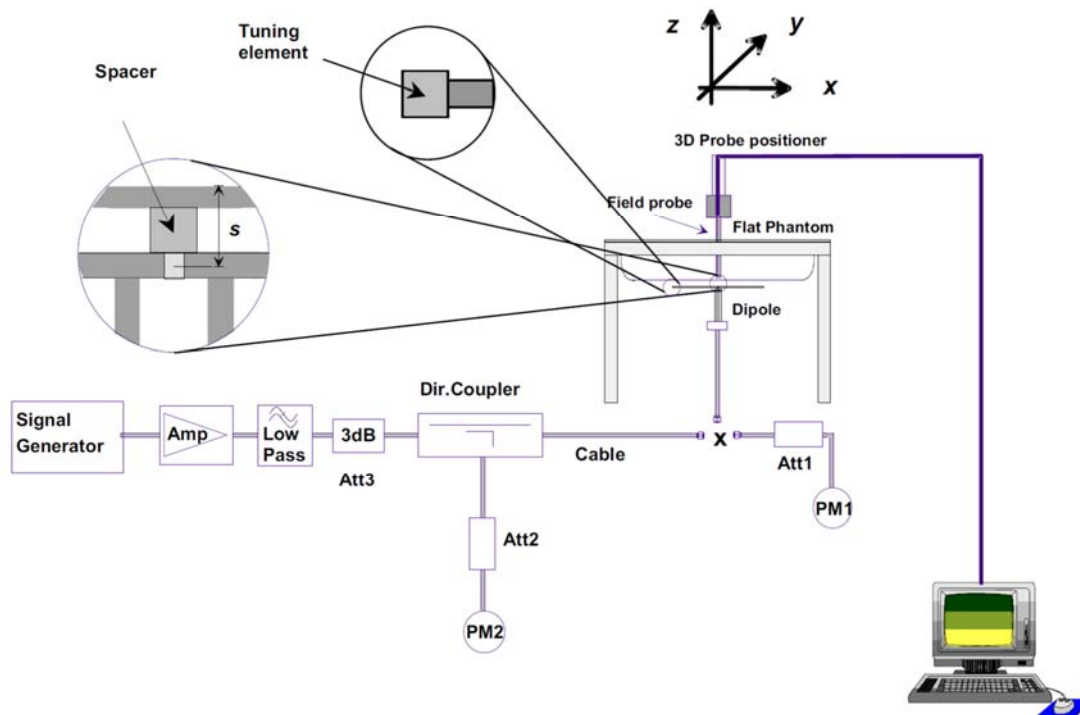 Tuning
element
Spacer
s
z
y
x
3D Probe positioner
Field probe
Flat Phantom
Dipole
Dir.Coupler
Signal
Generator
Amp
Low
Pass
3dB
Att3
Cable
x
Att1
PM1
Att2
PM2